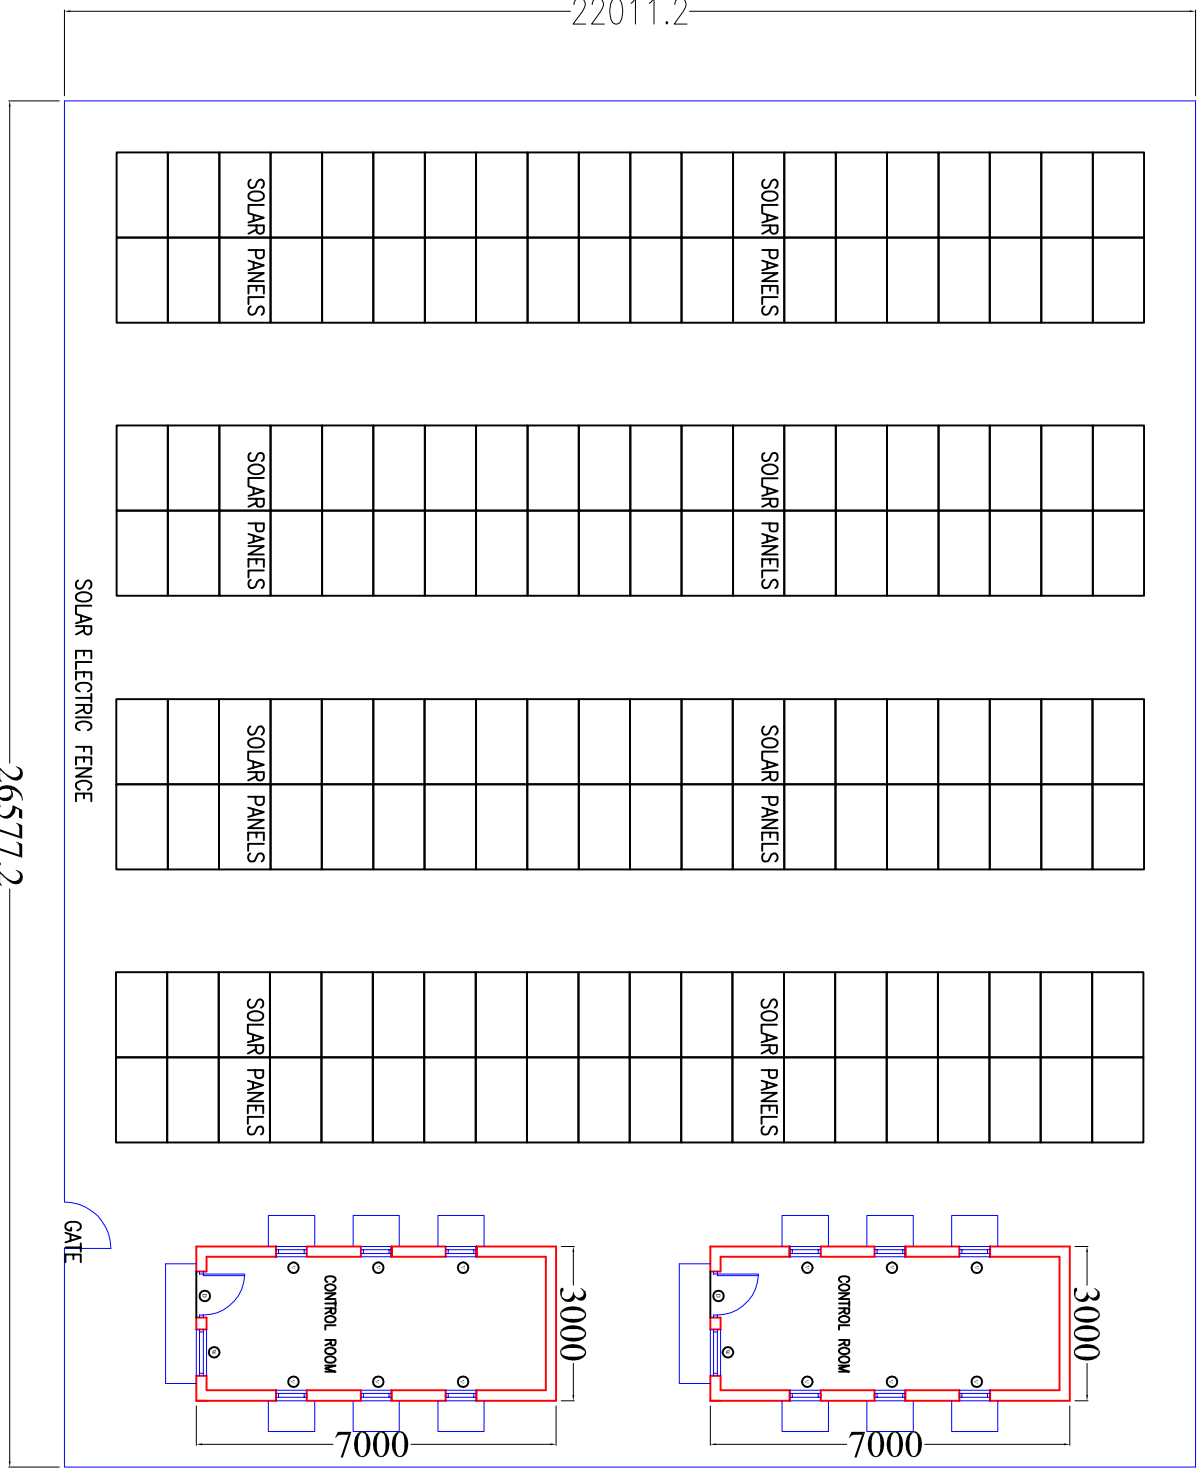 22011.2
SOLAR PANELS
SOLAR PANELS
SOLAR PANELS
SOLAR PANELS
SOLAR ELECTRIC FENCE
26577.2
SOLAR PANELS
SOLAR PANELS
SOLAR PANELS
SOLAR PANELS
GATE
CONTROL ROOM
3000
7000
CONTROL ROOM
3000
7000